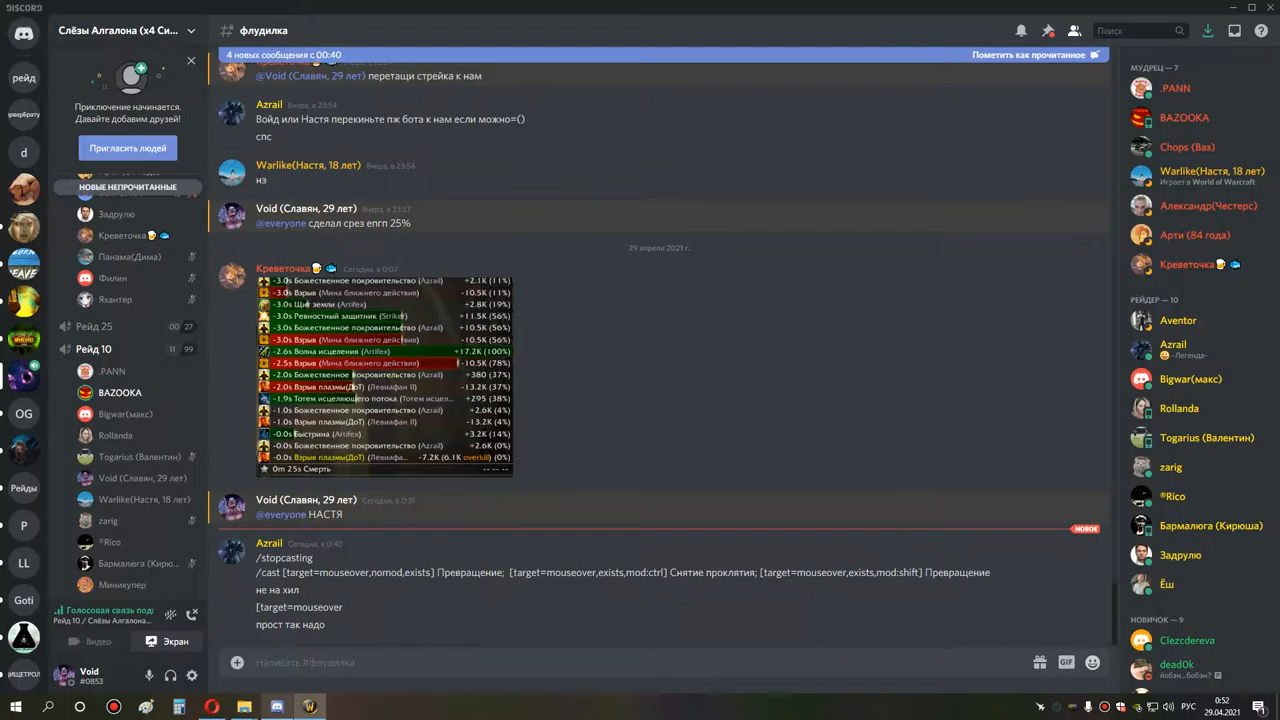 DISCORD
Слёзы Алгалона (x4 Си...
флудилка
Поиск
4 новых сообщения с 00:40
Пометить как прочитанное
Приключение начинается.
Давайте добавим друзей!
Пригласить людей
НОВЫЕ НЕПРОЧИТАННЫЕ
рейд
d
OG
Рейды
P
LL
Goti
Задрулю
Креветочка
Панама(Дима)
Филин
Яхантер
Рейд 25
00 27
Рейд 10
11 99
.PANN
BAZOOKA
Bigwar(макс)
Rollanda
Togarius (Валентин)
Void (Славян, 29 лет)
Warlike(Настя, 18 лет)
zarig
®Rico
Бармалюга (Кирю...
Миникупер
Голосовая связь под
Рейд 10 / Слёзы Алгалона...
Видео
Экран
Void
#0853
@Void (Славян, 29 лет) перетащи стрейка к нам
Azrail Вчера, в 23:54
Войд или Настя перекиньте пж бота к нам если можно=()
спс
Warlike(Настя, 18 лет) Вчера, в 23:54
нз
Void (Славян, 29 лет) Вчера, в 23:57
@everyone сделал срез епгп 25%
29 апреля 2021 г.
Креветочка Сегодня, в 0:07
-3.0s Божественное покровительство (Azrail) +2.1K (11%)
-3.0s Взрыв (Мина ближнего действия) -10.5K (11%)
-3.0s Щит земли (Artifex) +2.8K (19%)
-3.0s Ревностный защитник (Striker) +11.5K (56%)
-3.0s Божественное покровительство (Azrail) +10.5K (56%)
-3.0s Взрыв (Мина ближнего действия) -10.5K (56%)
-2.6s Волна исцеления (Artifex) +17.2K (100%)
-2.5s Взрыв (Мина ближнего действия) -10.5K (78%)
-2.0s Божественное покровительство (Azrail) +380 (37%)
-2.0s Взрыв плазмы(ДоТ) (Левиафан II) -13.2K (37%)
-1.9s Тотем исцеляющего потока (Тотем исцел... +295 (38%)
-1.0s Божественное покровительство (Azrail) +2.6K (4%)
-1.0s Взрыв плазмы(ДоТ) (Левиафан II) -13.2K (4%)
-0.0s Быстрина (Artifex) +3.2K (14%)
-0.0s Божественное покровительство (Azrail) +2.6K (0%)
-0.0s Взрыв плазмы(ДоТ) (Левиафа... -7.2K (6.1K overkill) (0%)
0m 25s Смерть -- -- --
Void (Славян, 29 лет) Сегодня, в 0:31
@everyone НАСТЯ
НОВОЕ
Azrail Сегодня, в 0:40
/stopcasting
/cast [target=mouseover,nomod,exists] Превращение; [target=mouseover,exists,mod:ctrl] Снятие проклятия; [target=mouseover,exists,mod:shift] Превращение
не на хил
[target=mouseover
прост так надо
Написать #флудилка
GIF
МУДРЕЦ — 7
.PANN
BAZOOKA
Chops (Ваз)
Warlike(Настя, 18 лет)
Играет в World of Warcraft
Александр(Честерс)
Арти (84 года)
Креветочка
РЕЙДЕР — 10
Aventor
Azrail
-Легенда-
Bigwar(макс)
Rollanda
Togarius (Валентин)
zarig
®Rico
Бармалюга (Кирюша)
Задрулю
Ёш
НОВИЧОК — 9
Clezcdereva
dead0k
йобэн...бобэн?
РУС
0:52
29.04.2021